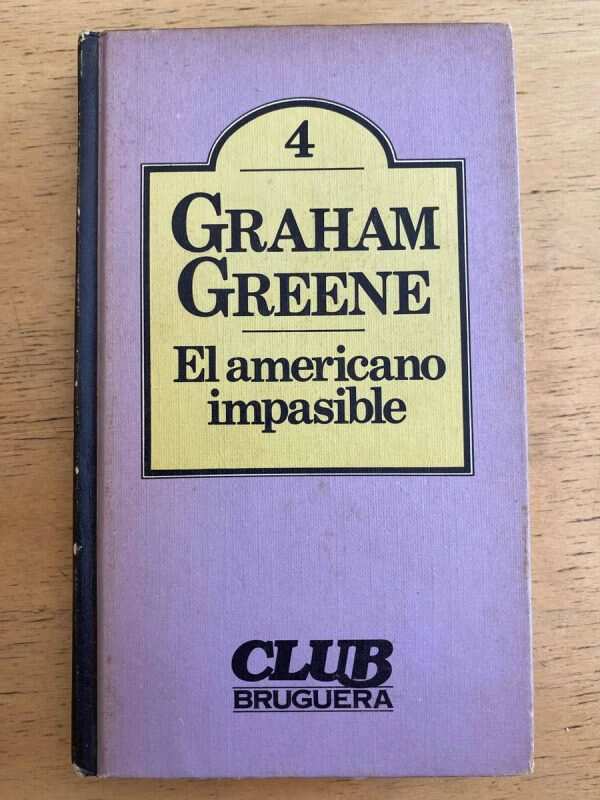 4
GRAHAM
GREENE
El americano
impasible
CLUB
BRUGUERA